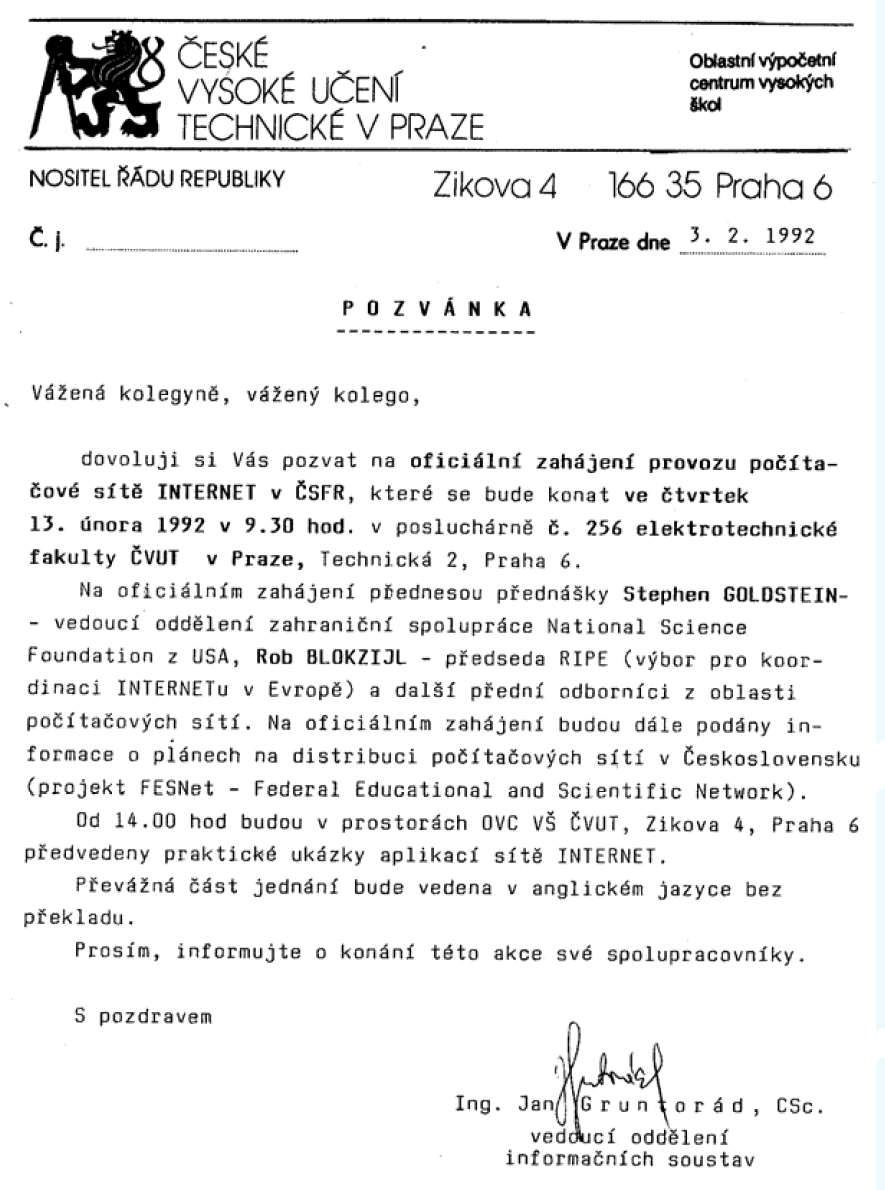 ČESKÉ
VYSOKÉ UČENÍ
TECHNICKÉ V PRAZE
Oblastní výpočetní
centrum vysokých
škol
NOSITEL ŘÁDU REPUBLIKY
Zikova 4 166 35 Praha 6
Č. j.
V Praze dne 3. 2. 1992
P O Z V Á N K A
----------------
Vážená kolegyně, vážený kolego,
dovoluji si Vás pozvat na oficiální zahájení provozu počíta-
čové sítě INTERNET v ČSFR, které se bude konat ve čtvrtek
13. února 1992 v 9.30 hod. v posluchárně č. 256 elektrotechnické
fakulty ČVUT v Praze, Technická 2, Praha 6.
Na oficiálním zahájení přednesou přednášky Stephen GOLDSTEIN-
- vedoucí oddělení zahraniční spolupráce National Science
Foundation z USA, Rob BLOKZIJL - předseda RIPE (výbor pro koor-
dinaci INTERNETu v Evropě) a další přední odborníci z oblasti
počítačových sítí. Na oficiálním zahájení budou dále podány in-
formace o plánech na distribuci počítačových sítí v Československu
(projekt FESNet - Federal Educational and Scientific Network).
Od 14.00 hod budou v prostorách OVC VŠ ČVUT, Zikova 4, Praha 6
předvedeny praktické ukázky aplikací sítě INTERNET.
Převážná část jednání bude vedena v anglickém jazyce bez
překladu.
Prosím, informujte o konání této akce své spolupracovníky.
S pozdravem
Ing. Jan G r u n t o r á d , CSc.
vedoucí oddělení
informačních soustav